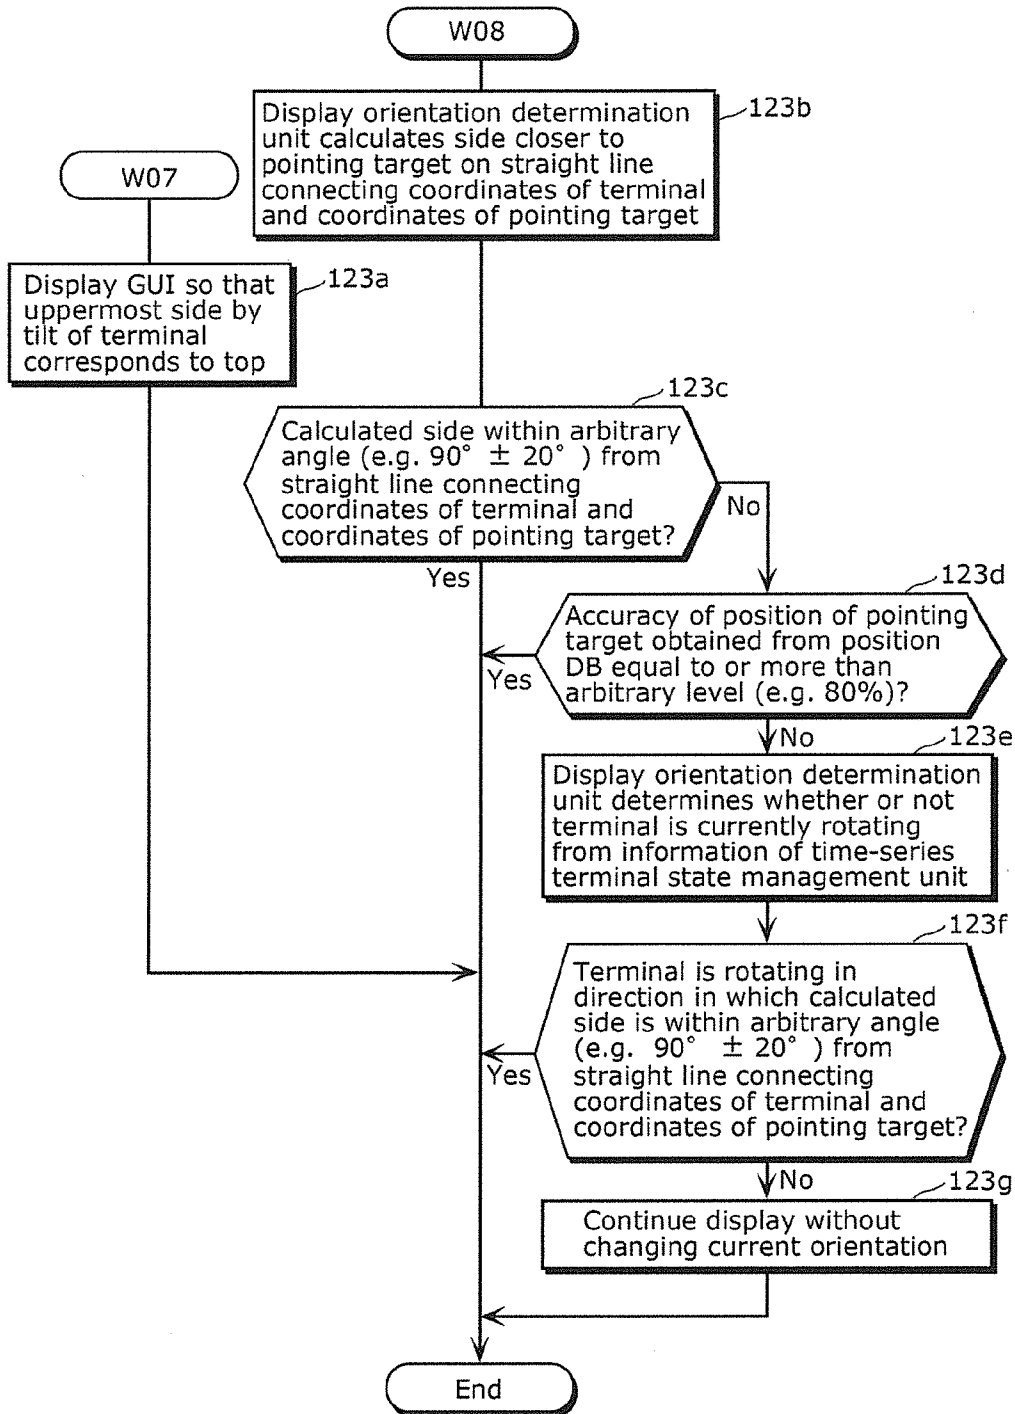 W08
123b
Display orientation determination
unit calculates side closer to
pointing target on straight line
connecting coordinates of terminal
and coordinates of pointing target
W07
123a
Display GUI so that
uppermost side by
tilt of terminal
corresponds to top
123c
Calculated side within arbitrary
angle (e.g. 90° ± 20° ) from
straight line connecting
coordinates of terminal and
coordinates of pointing target?
No
Yes
123d
Accuracy of position of pointing
target obtained from position
DB equal to or more than
arbitrary level (e.g. 80%)?
Yes
No
123e
Display orientation determination
unit determines whether or not
terminal is currently rotating
from information of time-series
terminal state management unit
123f
Terminal is rotating in
direction in which calculated
side is within arbitrary angle
(e.g. 90° ± 20° ) from
straight line connecting
coordinates of terminal and
coordinates of pointing target?
Yes
No
123g
Continue display without
changing current orientation
End